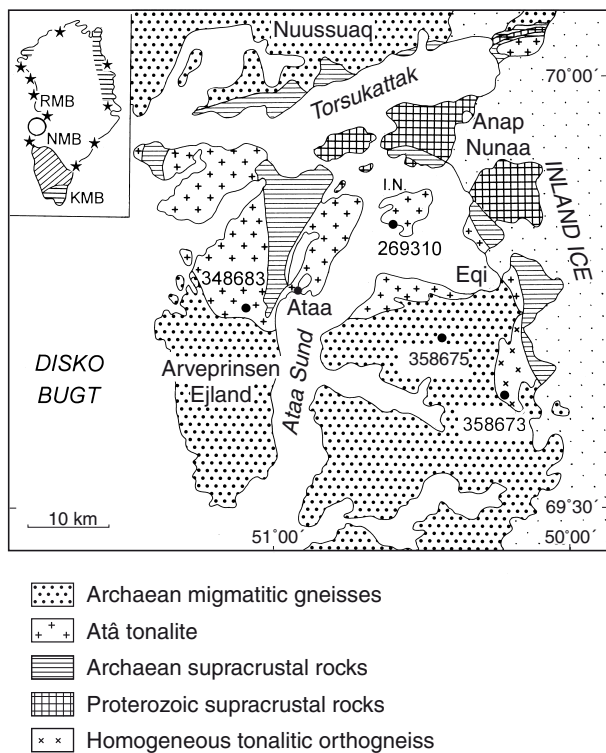 Nuussuaq
Torsukattak
70°00′
RMB
NMB
KMB
Anap
Nunaa
INLAND ICE
I.N.
269310
Eqi
348683
Ataa
Ataa Sund
358675
358673
DISKO
BUGT
Arveprinsen
Ejland
10 km
69°30
51°00′
50°00′
Archaean migmatitic gneisses
Atâ tonalite
Archaean supracrustal rocks
Proterozoic supracrustal rocks
Homogeneous tonalitic orthogneiss